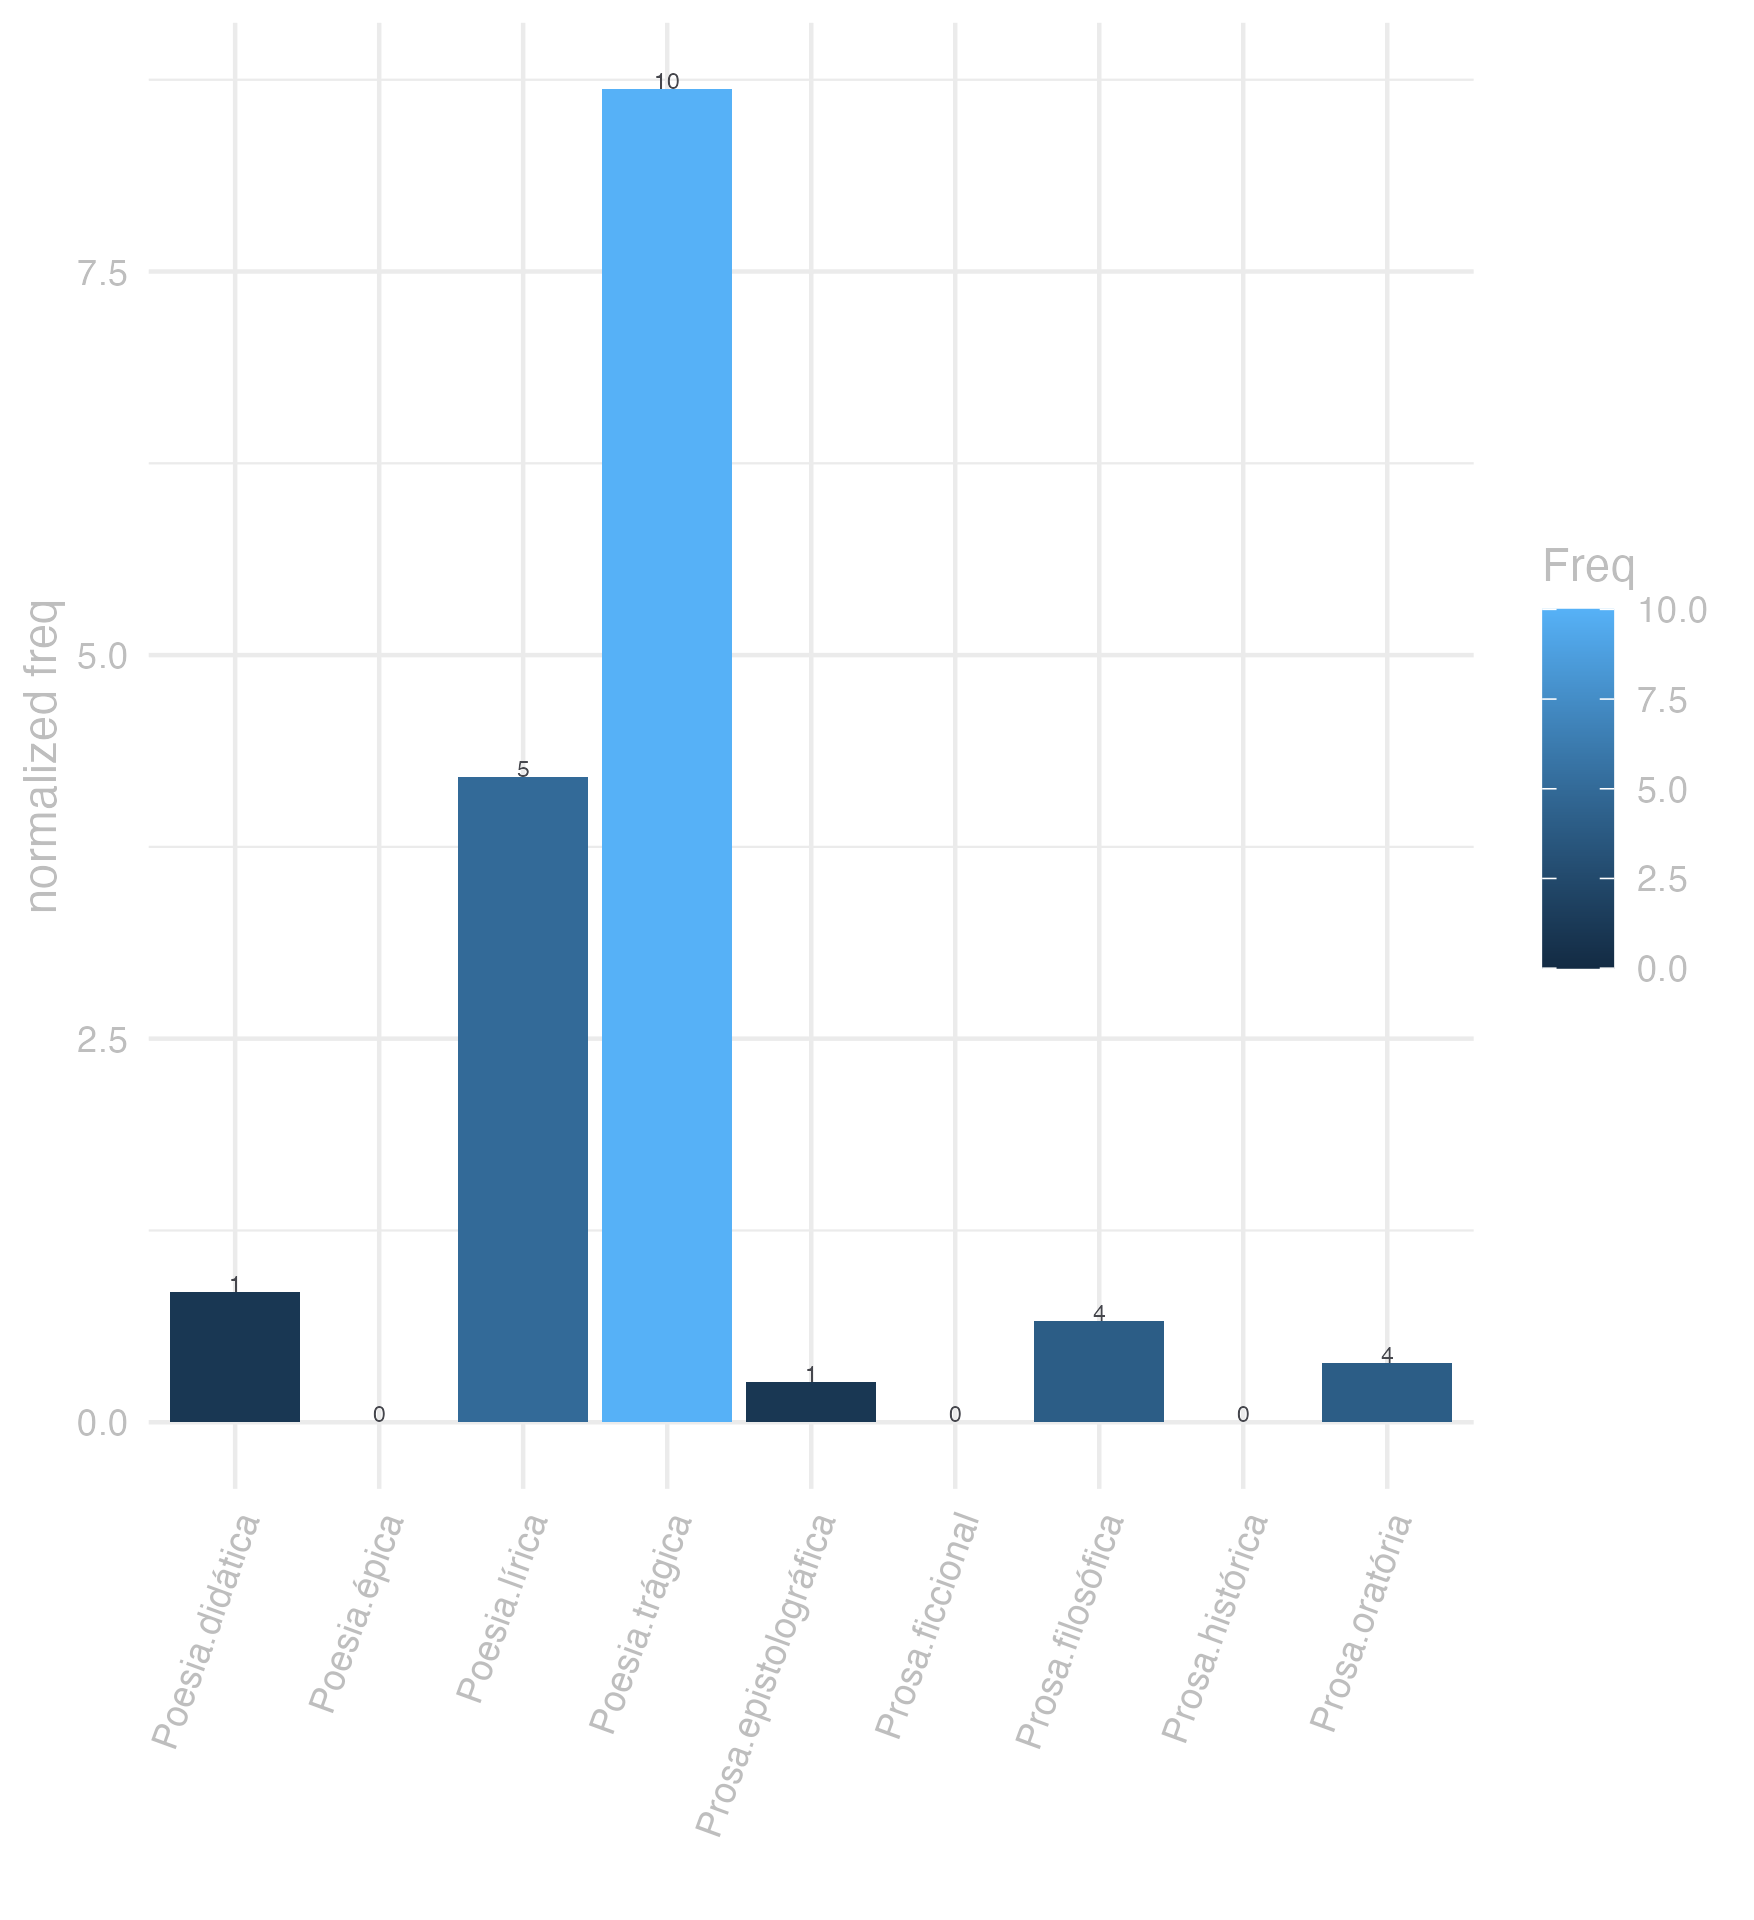 normalized freq
7.5
5.0
2.5
0.0
1
0
5
10
1
0
4
0
4
Poesia.didática
Poesia.épica
Poesia.lírica
Poesia.trágica
Prosa.epistolográfica
Prosa.ficcional
Prosa.filosófica
Prosa.histórica
Prosa.oratória
Freq
10.0
7.5
5.0
2.5
0.0